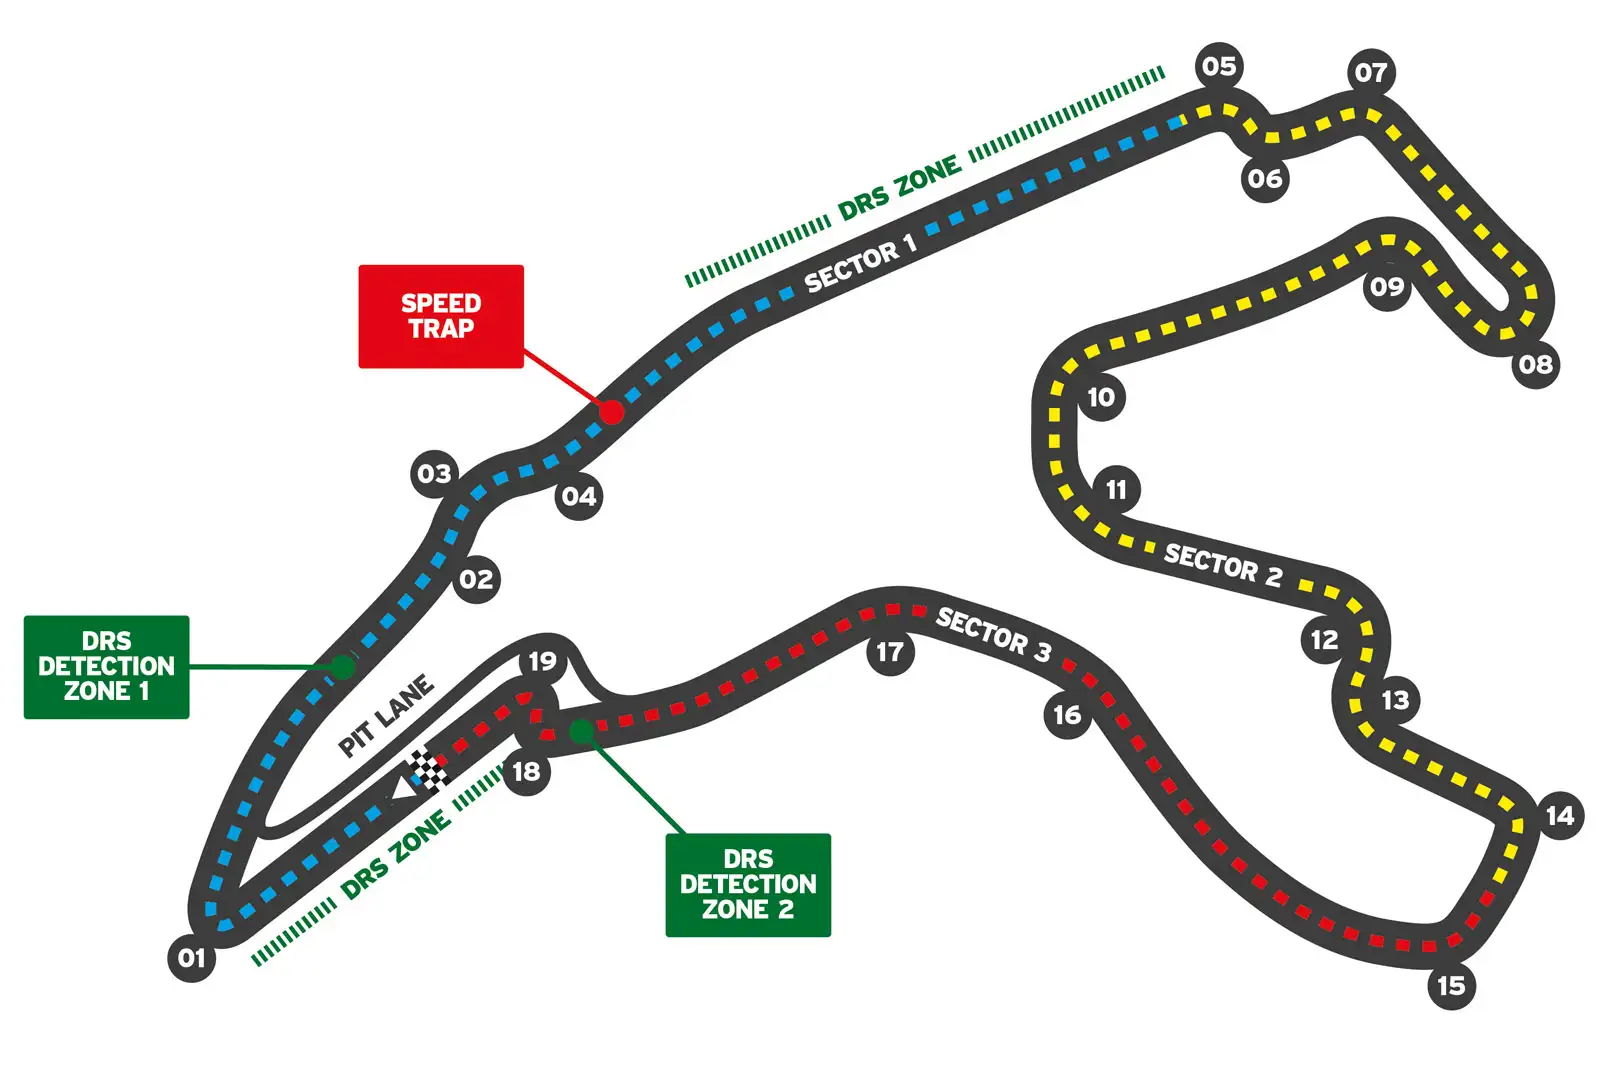 05
07
06
DRS ZONE
SECTOR 1
09
SPEED
TRAP
08
10
03
04
11
02
SECTOR 2
12
DRS
DETECTION
ZONE 1
SECTOR 3
17
19
PIT LANE
13
16
18
14
DRS ZONE
DRS
DETECTION
ZONE 2
01
15